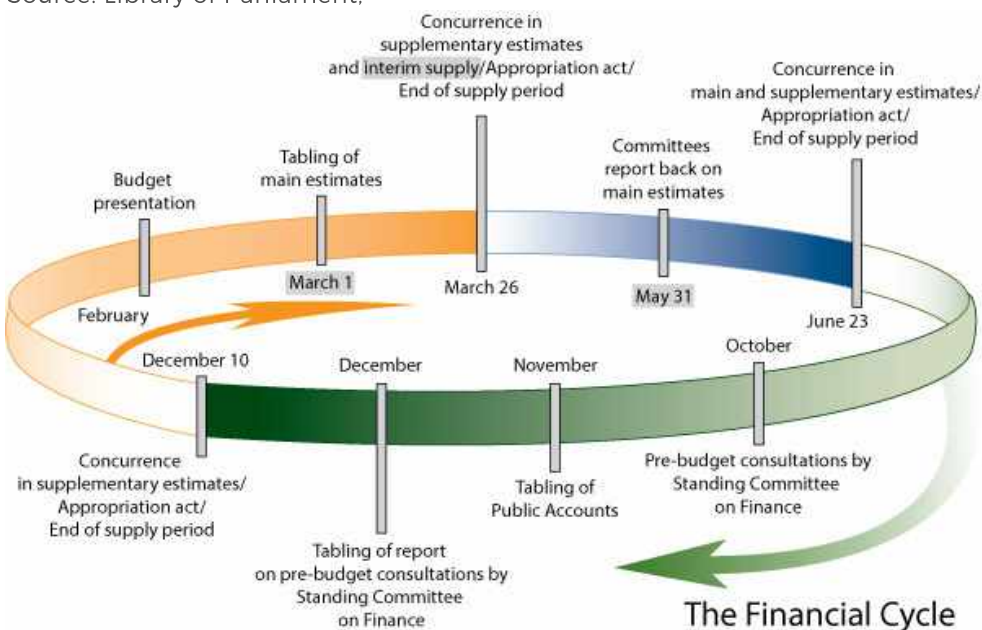 Source: Library of Parliament,
Concurrence in
supplementary estimates
and interim supply/Appropriation act/
End of supply period
Concurrence in
main and supplementary estimates/
Appropriation act/
End of supply period
Tabling of
main estimates
Committees
report back on
main estimates
Budget
presentation
February
March 1
March 26
May 31
June 23
December 10
December
November
October
Concurrence
in supplementary estimates/
Appropriation act/
End of supply period
Tabling of report
on pre-budget consultations by
Standing Committee
on Finance
Tabling of
Public Accounts
Pre-budget consultations by
Standing Committee
on Finance
The Financial Cycle